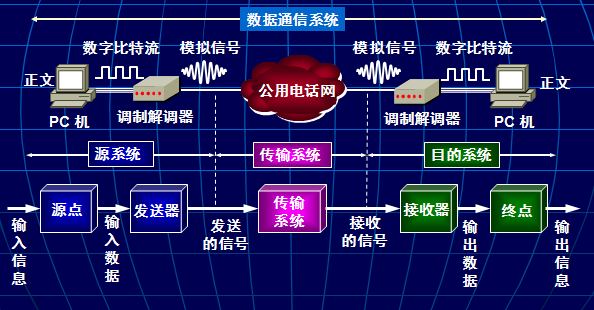 数据通信系统
数字比特流
模拟信号
模拟信号
数字比特流
正文
公用电话网
正文
PC 机
调制解调器
调制解调器
PC 机
源系统
传输系统
目的系统
源点
发送器
传输
系统
接收器
终点
输入信息
输入数据
发送
的信号
接收
的信号
输出数据
输出信息